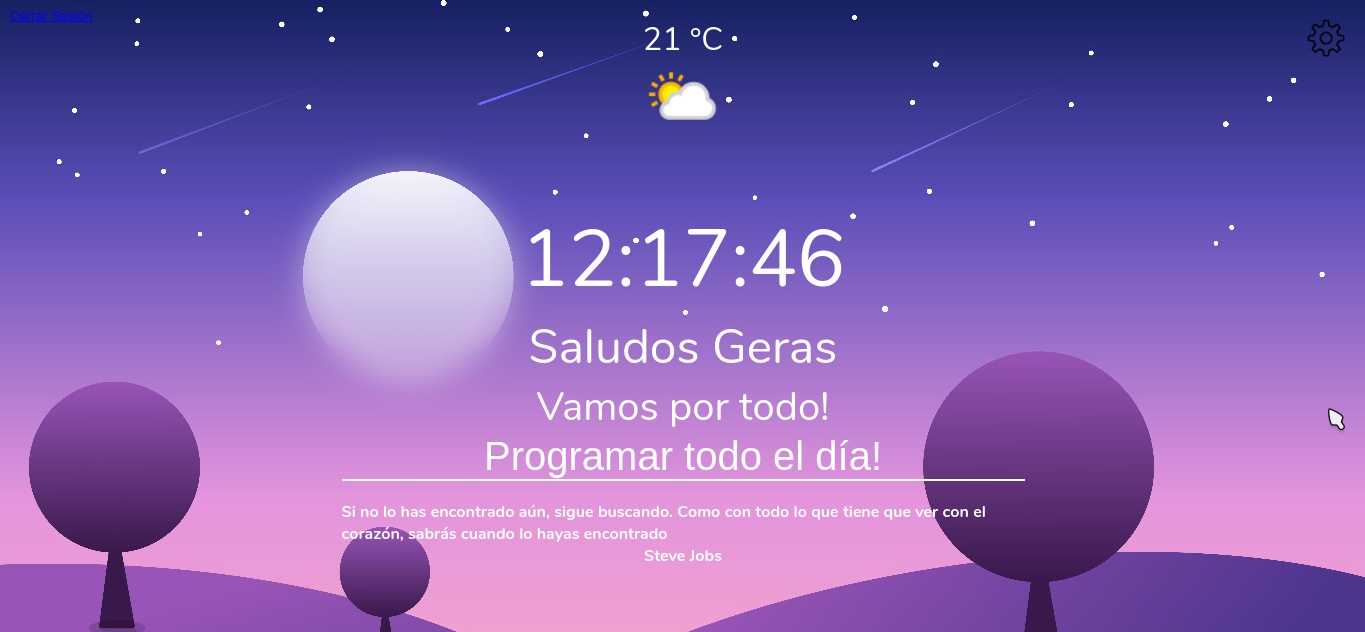 Cerrar Sesión
21 °C
12:17:46
Saludos Geras
Vamos por todo!
Programar todo el día!
Si no lo has encontrado aún, sigue buscando. Como con todo lo que tiene que ver con el
corazón, sabrás cuando lo hayas encontrado
Steve Jobs